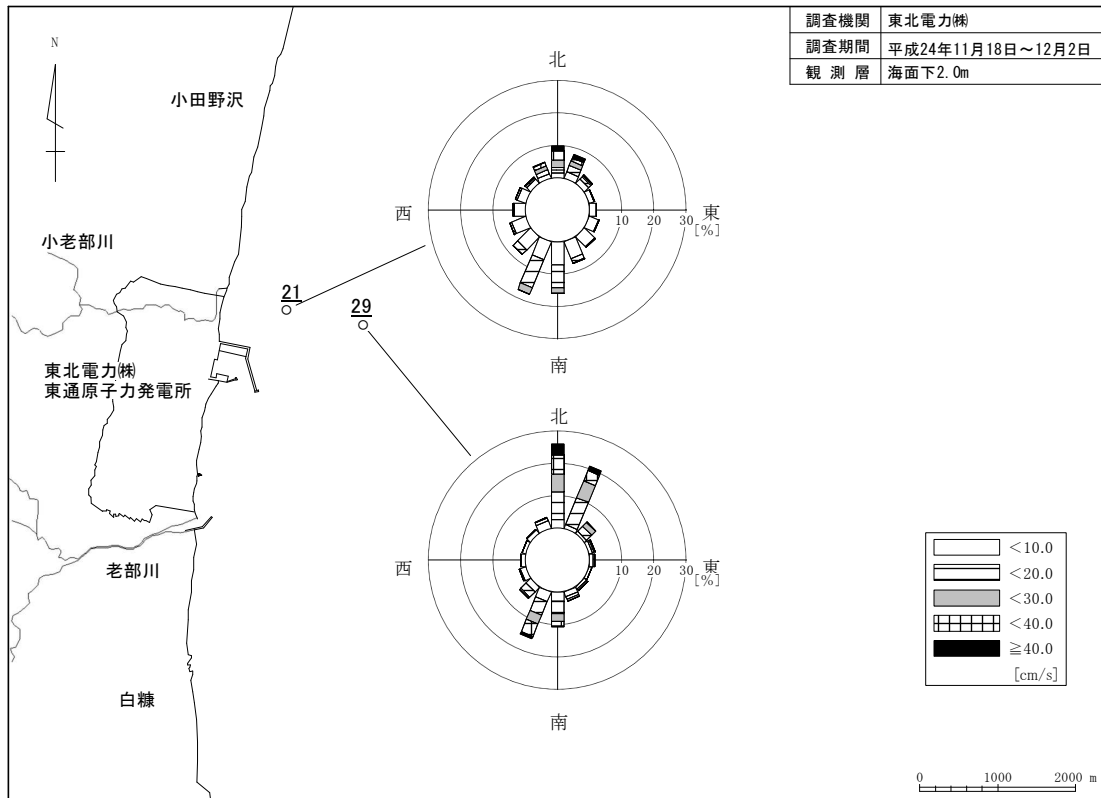 調査機関 東北電力㈱
調査期間 平成24年11月18日～12月2日
観測層 海面下2.0m
N
小田野沢
小老部川
東北電力㈱
東通原子力発電所
老部川
白糠
21
29
北
西
東
南
10 20 30
[%]
北
西
東
南
10 20 30
[%]
<10.0
<20.0
<30.0
<40.0
≧40.0
[cm/s]
0 1000 2000 m